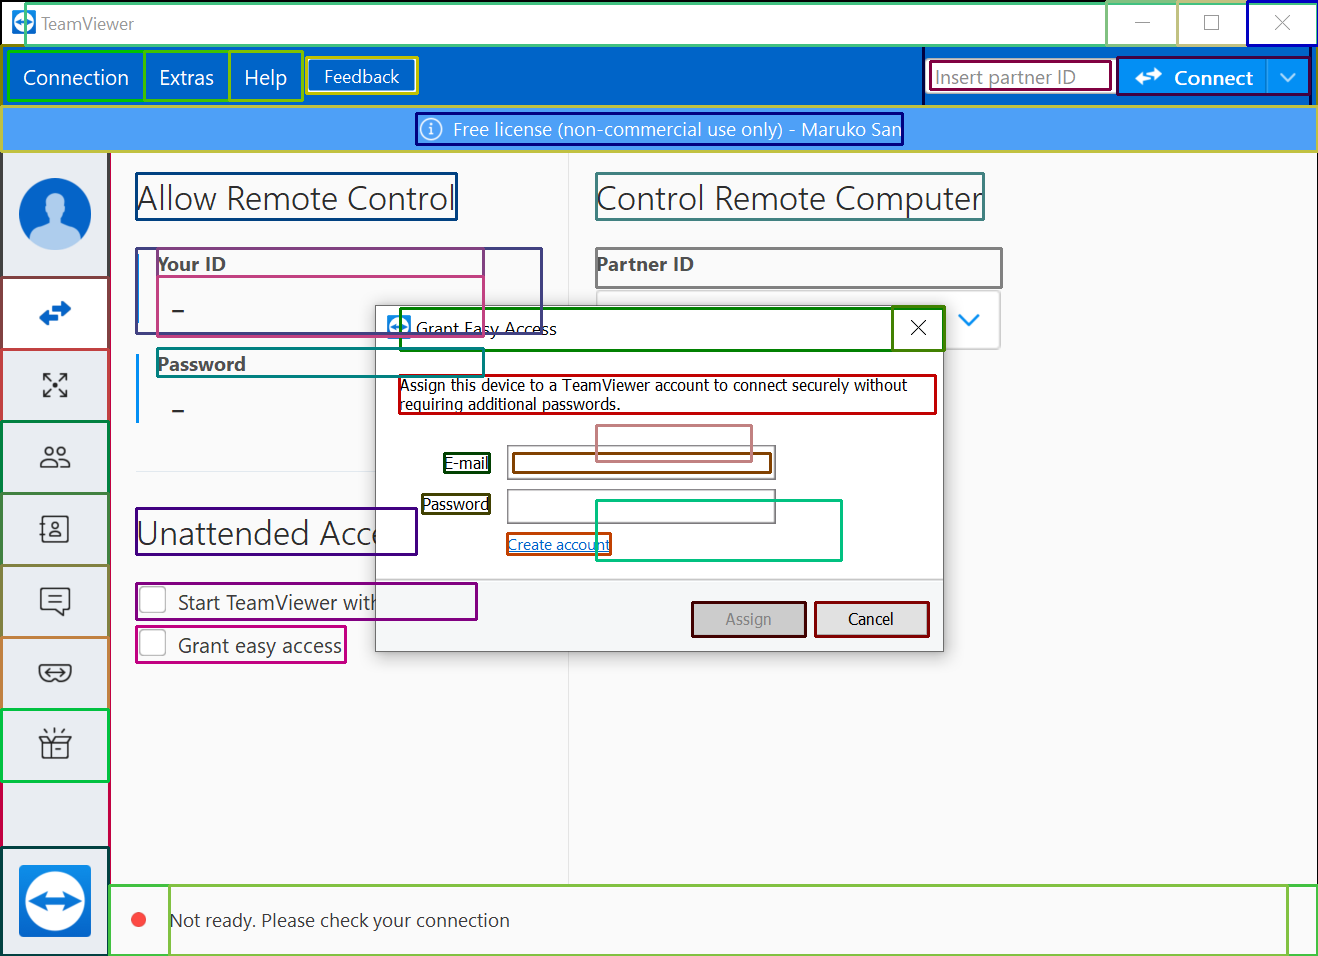 TeamViewer
Connection Extras Help Feedback
Insert partner ID Connect
Free license (non-commercial use only) - Maruko San
Allow Remote Control
Control Remote Computer
Your ID
–
Partner ID
Password
–
Grant Easy Access
Assign this device to a TeamViewer account to connect securely without
requiring additional passwords.
E-mail
Password
Create account
Assign Cancel
Unattended
Start TeamViewer
Grant easy access
Not ready. Please check your connection